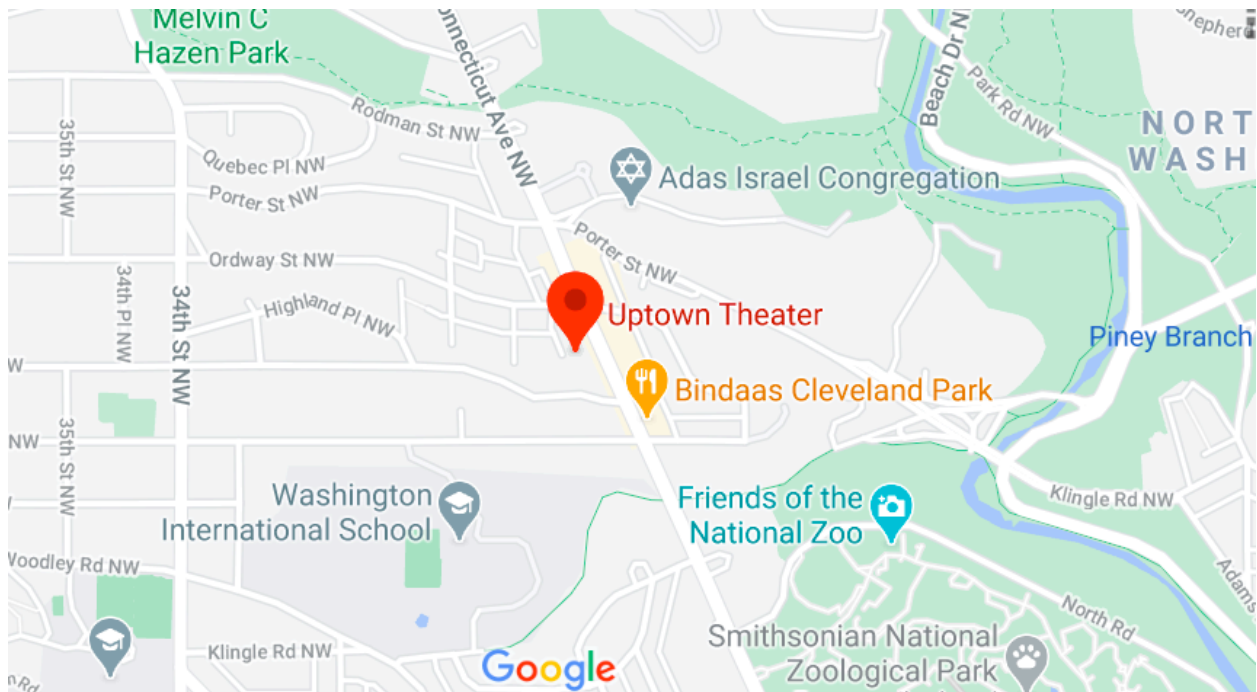 Melvin C
Hazen Park
Connecticut Ave NW
Beach Dr N
Park Rd NW
NORT
WASH
35th St NW
Rodman St NW
Quebec Pl NW
Porter St NW
Adas Israel Congregation
Porter St NW
Ordway St NW
34th Pl NW
34th St NW
Highland Pl NW
Uptown Theater
Piney Branch
W
Bindaas Cleveland Park
35th St NW
NW
Washington
International School
Friends of the
National Zoo
Klingle Rd NW
Woodley Rd NW
Adams
North Rd
Klingle Rd NW
Google
Smithsonian National
Zoological Park